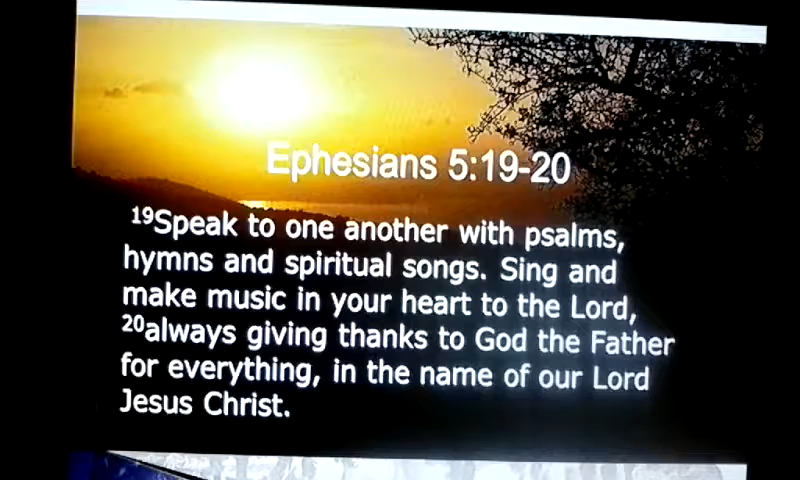 Ephesians 5:19-20
19Speak to one another with psalms,
hymns and spiritual songs. Sing and
make music in your heart to the Lord,
20always giving thanks to God the Father
for everything, in the name of our Lord
Jesus Christ.